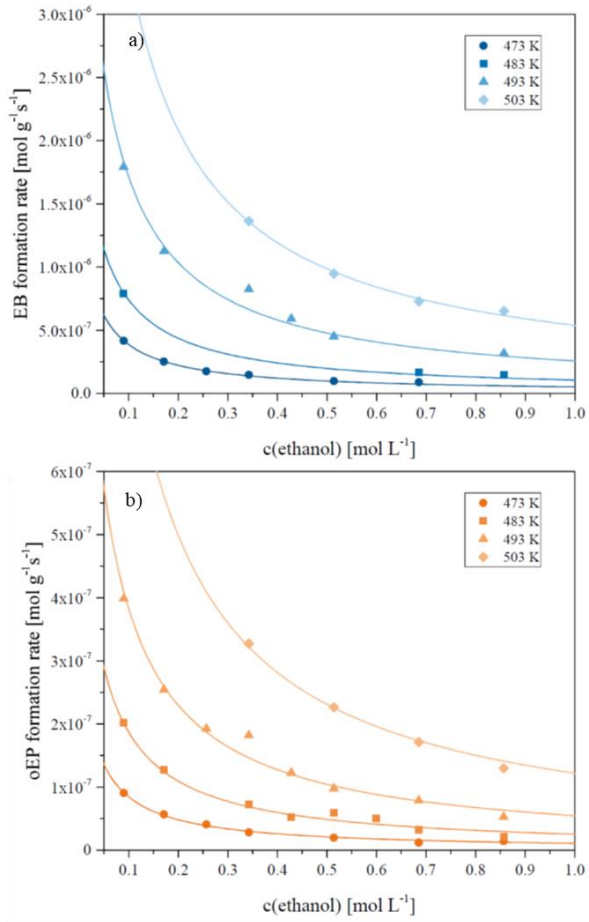 a)
473 K
483 K
493 K
503 K
EB formation rate [mol g⁻¹s⁻¹]
3.0x10⁻⁶
2.5x10⁻⁶
2.0x10⁻⁶
1.5x10⁻⁶
1.0x10⁻⁶
5.0x10⁻⁷
0.0
0.1 0.2 0.3 0.4 0.5 0.6 0.7 0.8 0.9 1.0
c(ethanol) [mol L⁻¹]
b)
473 K
483 K
493 K
503 K
oEP formation rate [mol g⁻¹s⁻¹]
6x10⁻⁷
5x10⁻⁷
4x10⁻⁷
3x10⁻⁷
2x10⁻⁷
1x10⁻⁷
0
0.1 0.2 0.3 0.4 0.5 0.6 0.7 0.8 0.9 1.0
c(ethanol) [mol L⁻¹]